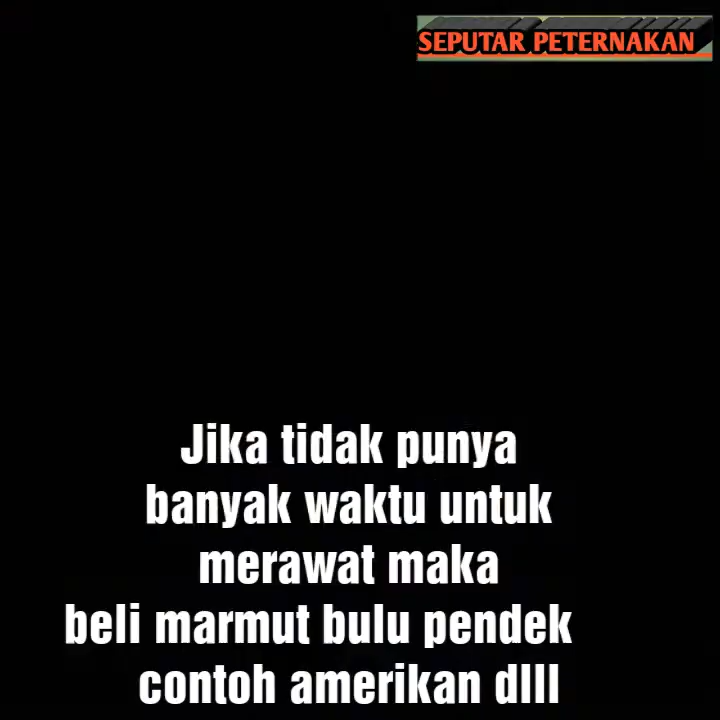 SEPUTAR PETERNAKAN
Jika tidak punya
banyak waktu untuk
merawat maka
beli marmut bulu pendek
contoh amerikan dlll